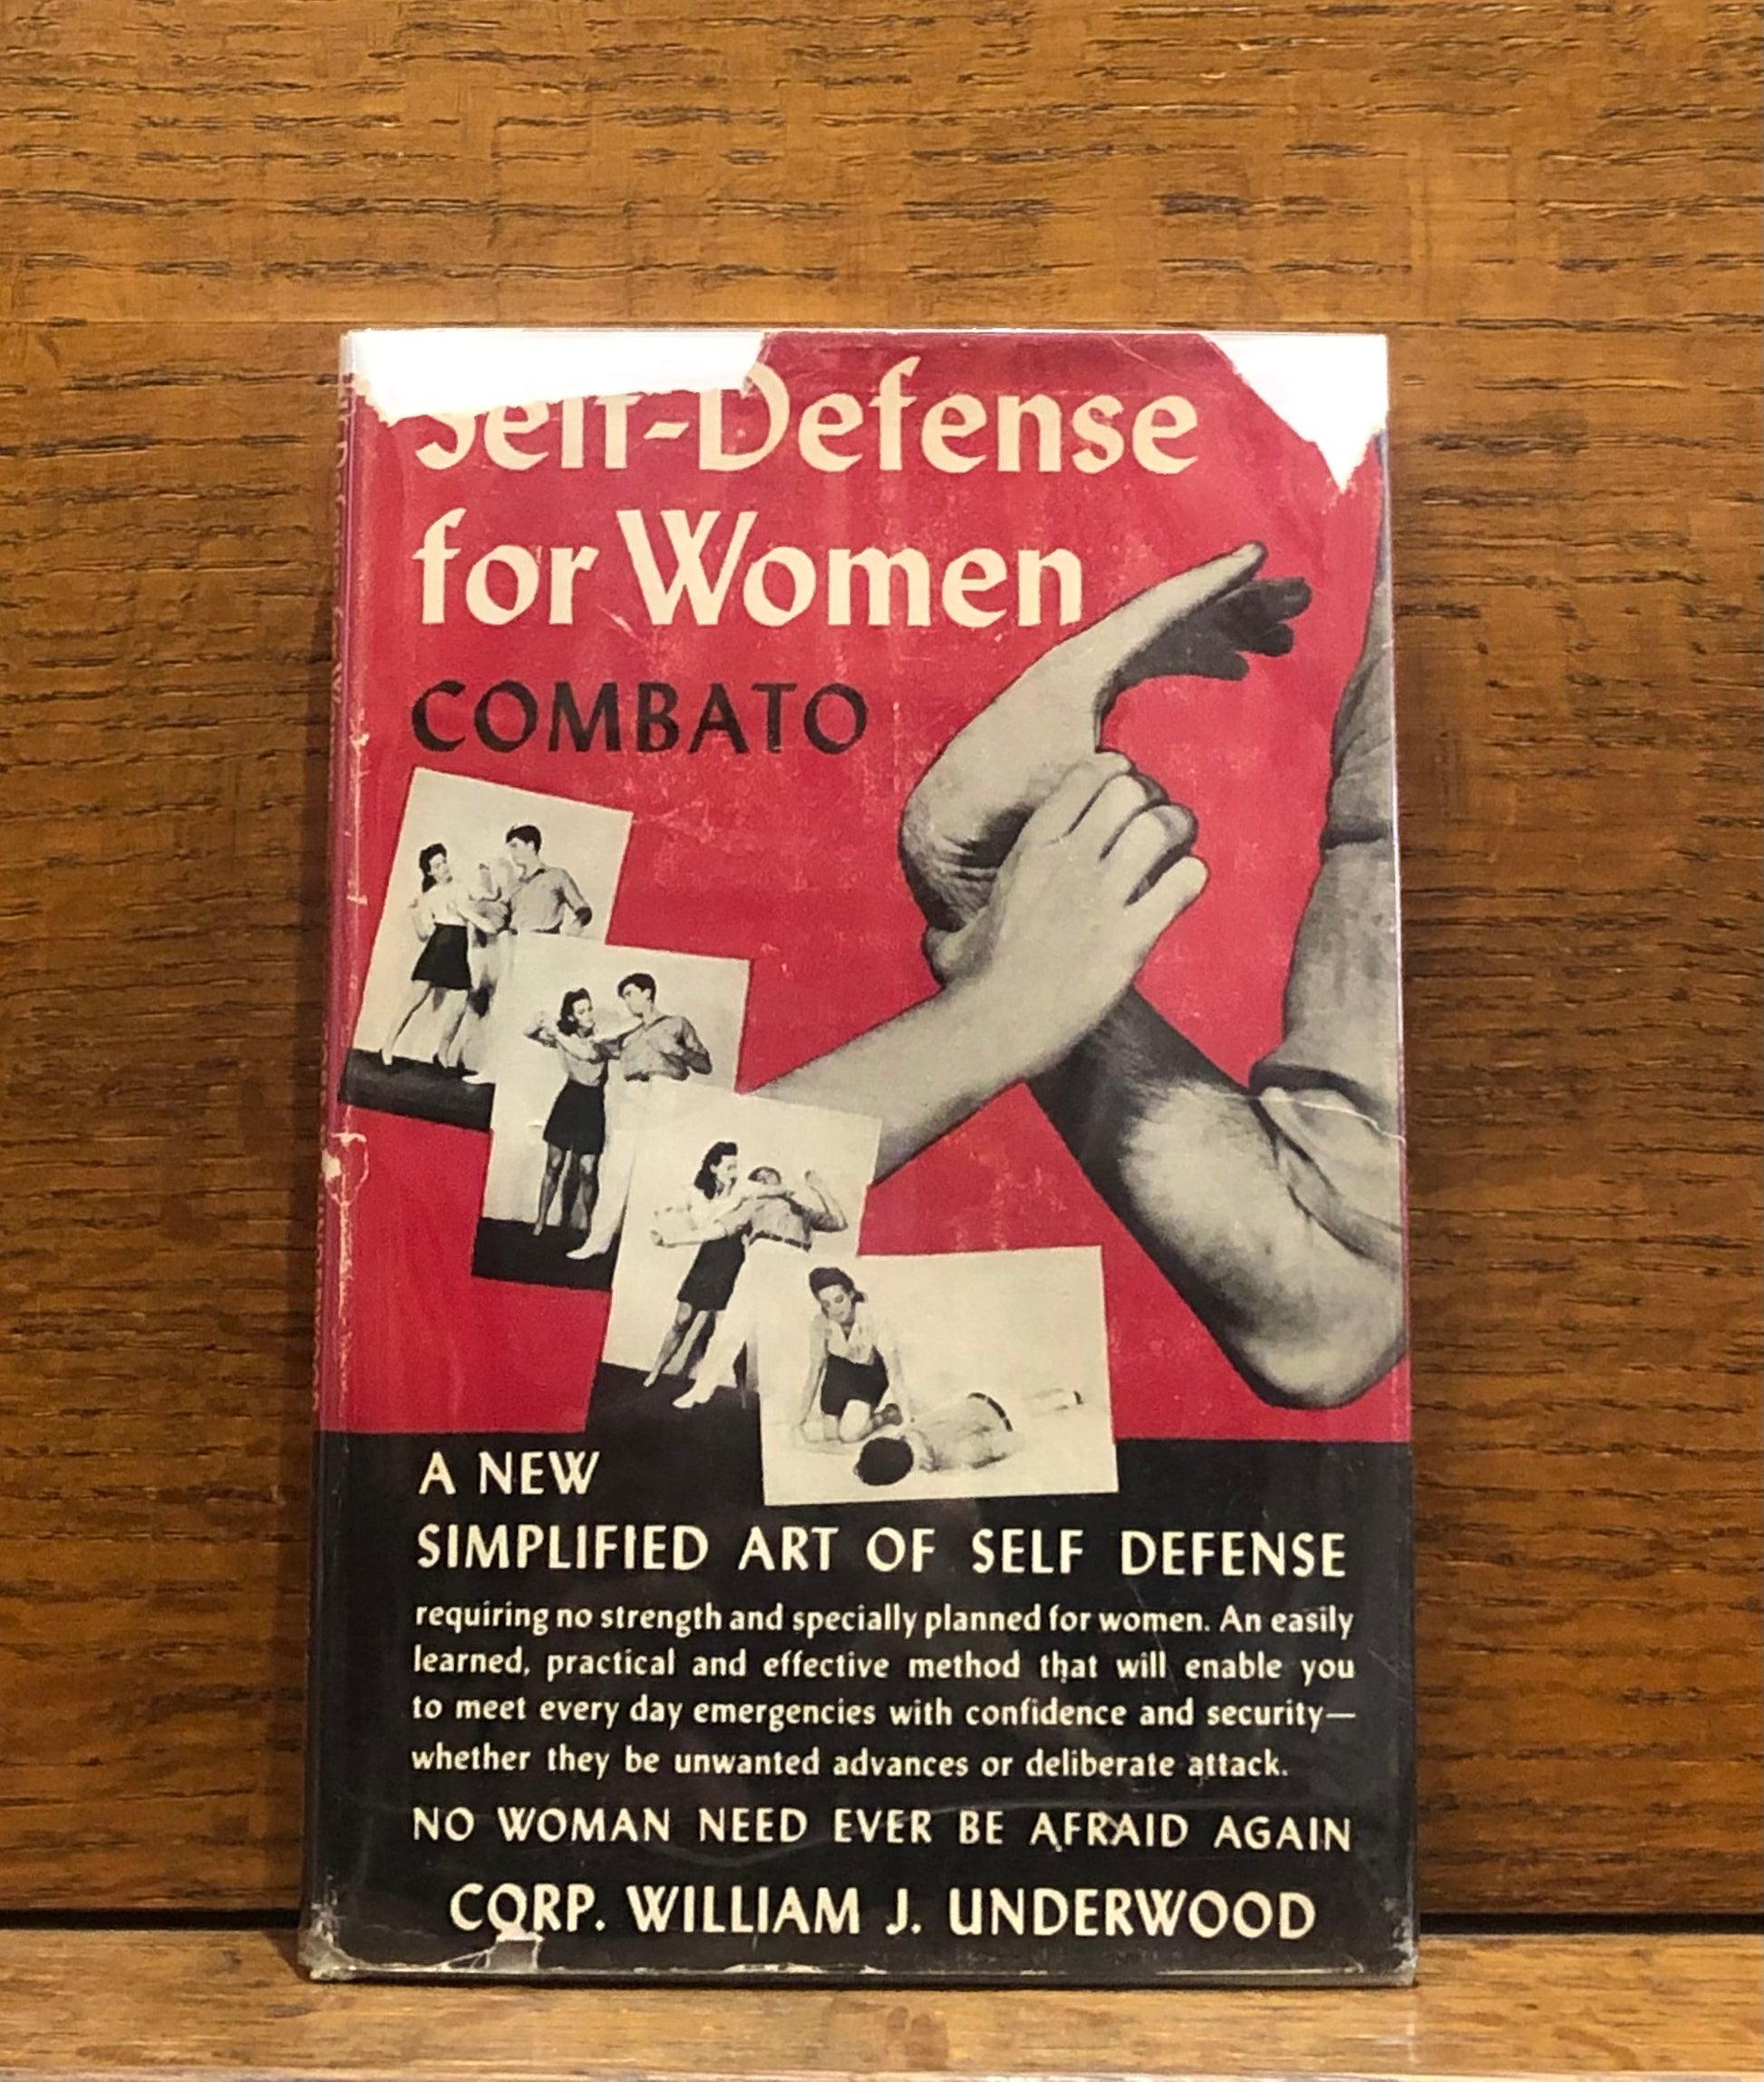 Self-Defense
for Women
COMBATO
A NEW
SIMPLIFIED ART OF SELF DEFENSE
requiring no strength and specially planned for women. An easily
learned, practical and effective method that will enable you
to meet every day emergencies with confidence and security—
whether they be unwanted advances or deliberate attack.
NO WOMAN NEED EVER BE AFRAID AGAIN
CORP. WILLIAM J. UNDERWOOD